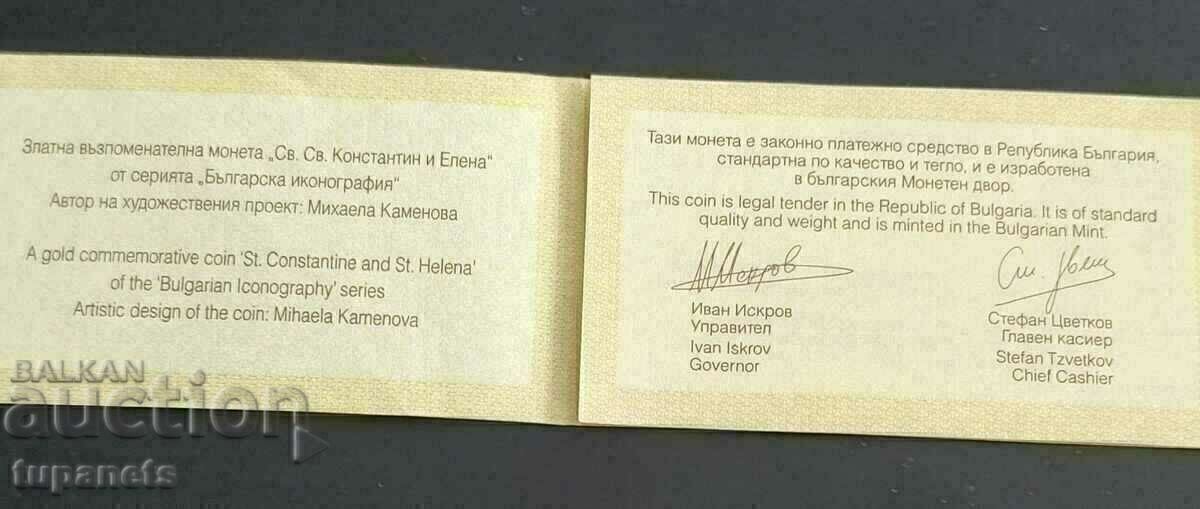 Златна възпоменателна монета „Св. Св. Константин и Елена“
от серията „Българска иконография“
Автор на художествения проект: Михаела Каменова
A gold commemorative coin 'St. Constantine and St. Helena'
of the 'Bulgarian Iconography' series
Artistic design of the coin: Mihaela Kamenova
Тази монета е законно платежно средство в Република България,
стандартна по качество и тегло, и е изработена
в българския Монетен двор.
This coin is legal tender in the Republic of Bulgaria. It is of standard
quality and weight and is minted in the Bulgarian Mint.
Иван Искров
Управител
Ivan Iskrov
Governor
Стефан Цветков
Главен касиер
Stefan Tzvetkov
Chief Cashier
BALKAN
auction
tupanets